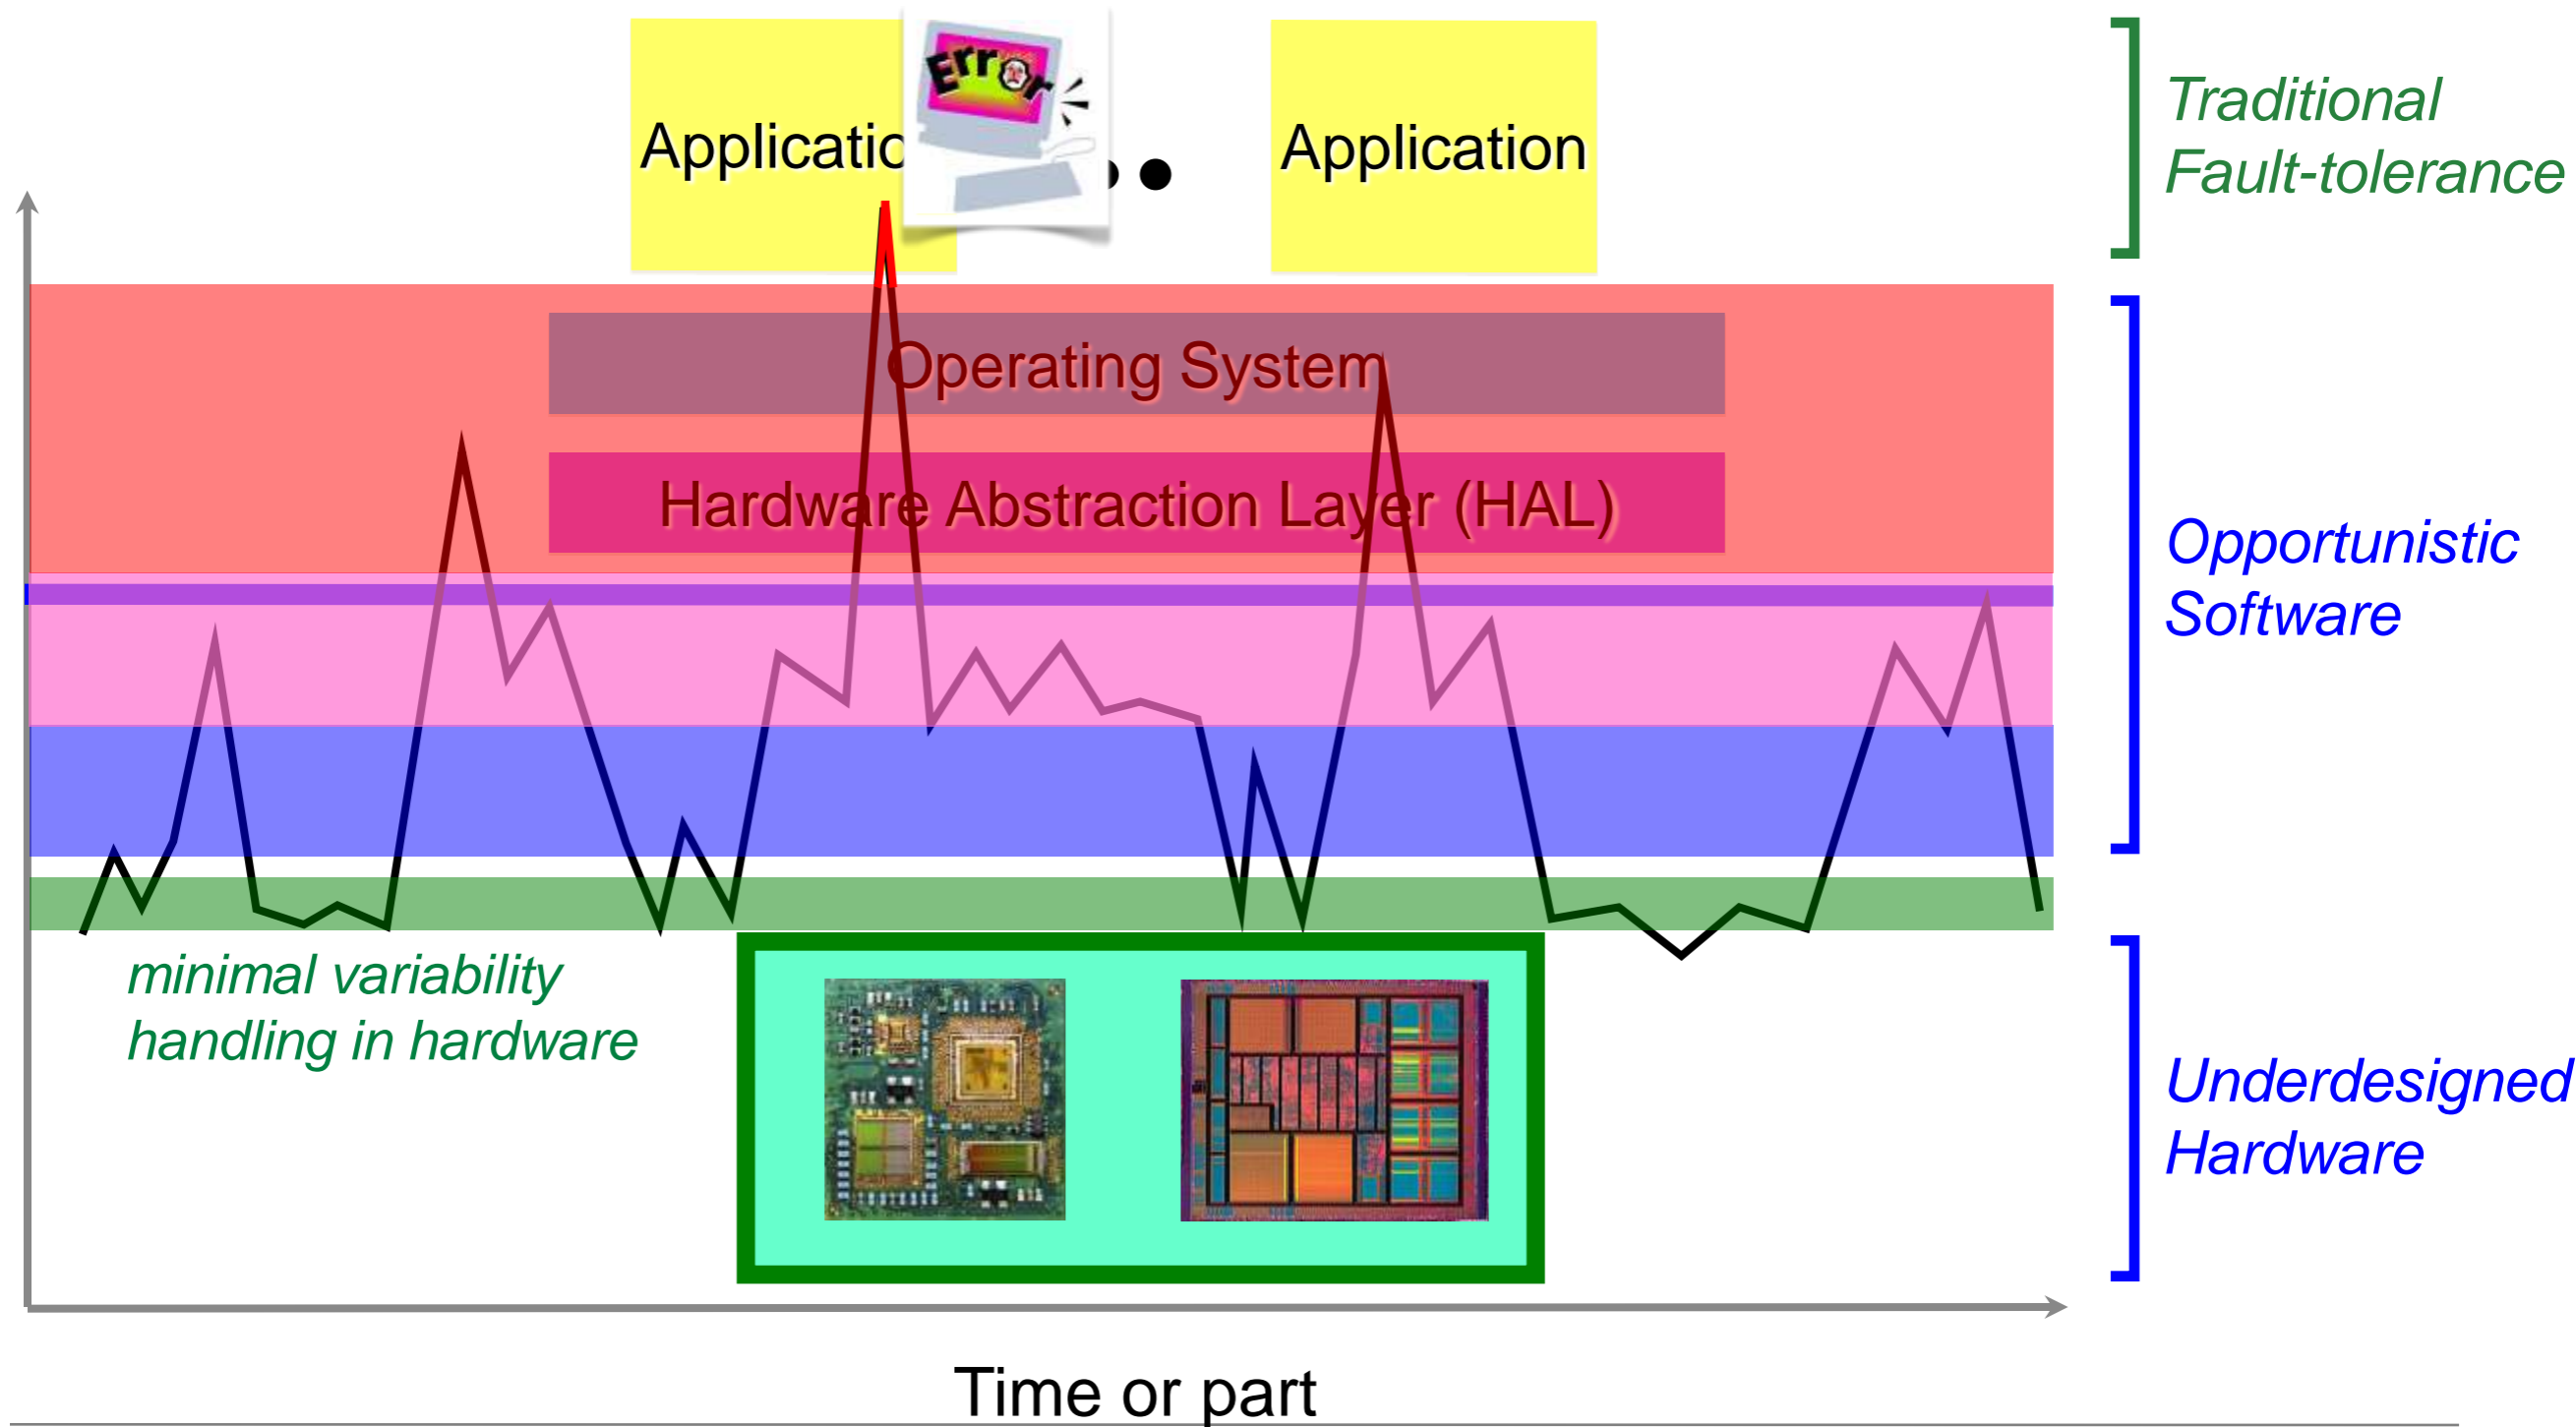 Error
Applicatio
Application
Traditional
Fault-tolerance
Operating System
Hardware Abstraction Layer (HAL)
Opportunistic
Software
minimal variability
handling in hardware
Underdesigned
Hardware
Time or part